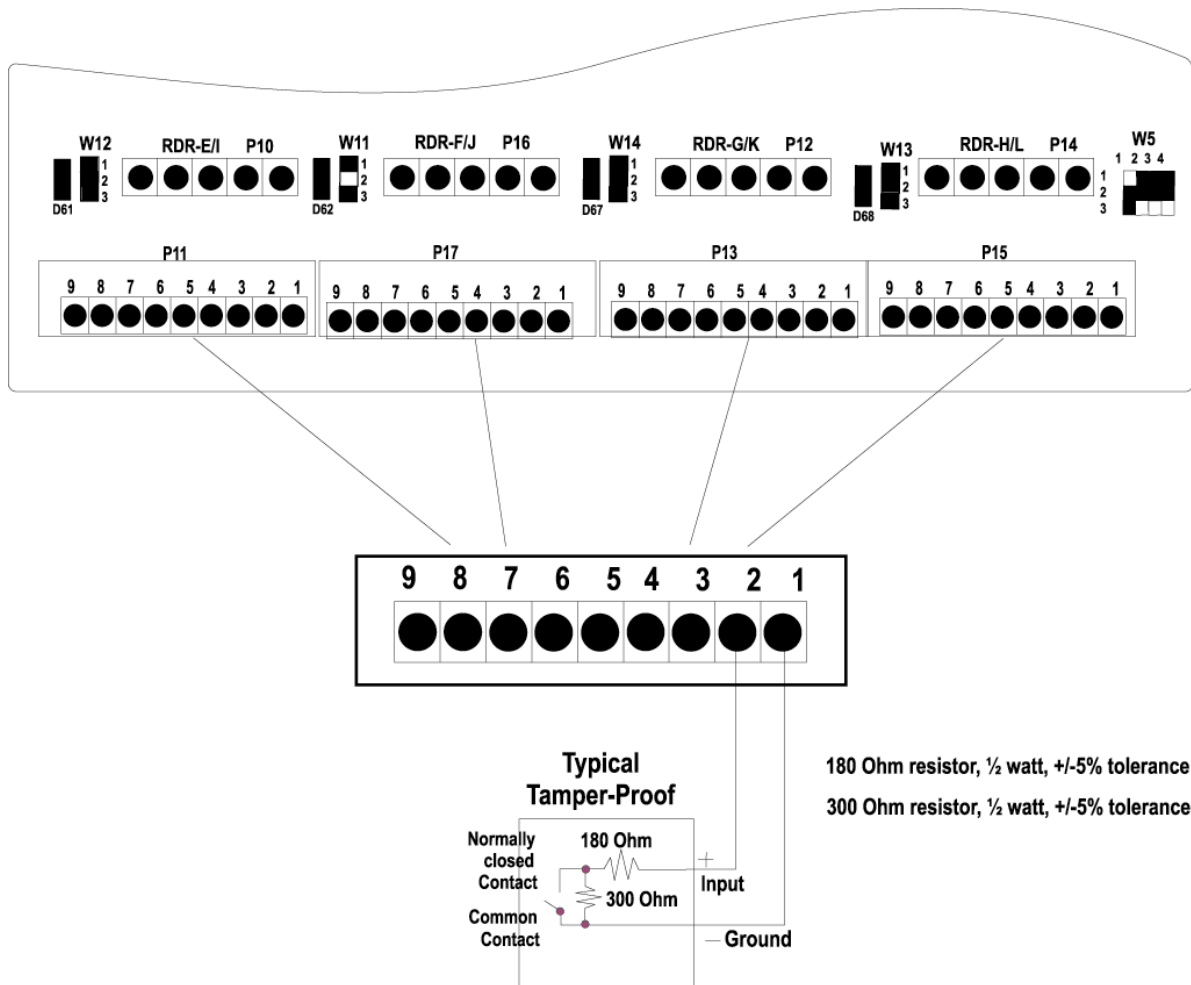 W12 RDR-E/I P10 W11 RDR-F/J P16 W14 RDR-G/K P12 W13 RDR-H/L P14 W5
1 2 3 4
1 1 1 1 1
2 2 2 2 2
3 3 3 3 3
D61 D62 D67 D68
P11 P17 P13 P15
9 8 7 6 5 4 3 2 1 9 8 7 6 5 4 3 2 1 9 8 7 6 5 4 3 2 1 9 8 7 6 5 4 3 2 1
9 8 7 6 5 4 3 2 1
Typical
Tamper-Proof
180 Ohm resistor, ½ watt, +/-5% tolerance
300 Ohm resistor, ½ watt, +/-5% tolerance
Normally
closed
Contact
180 Ohm
+
Input
300 Ohm
Common
Contact
— Ground